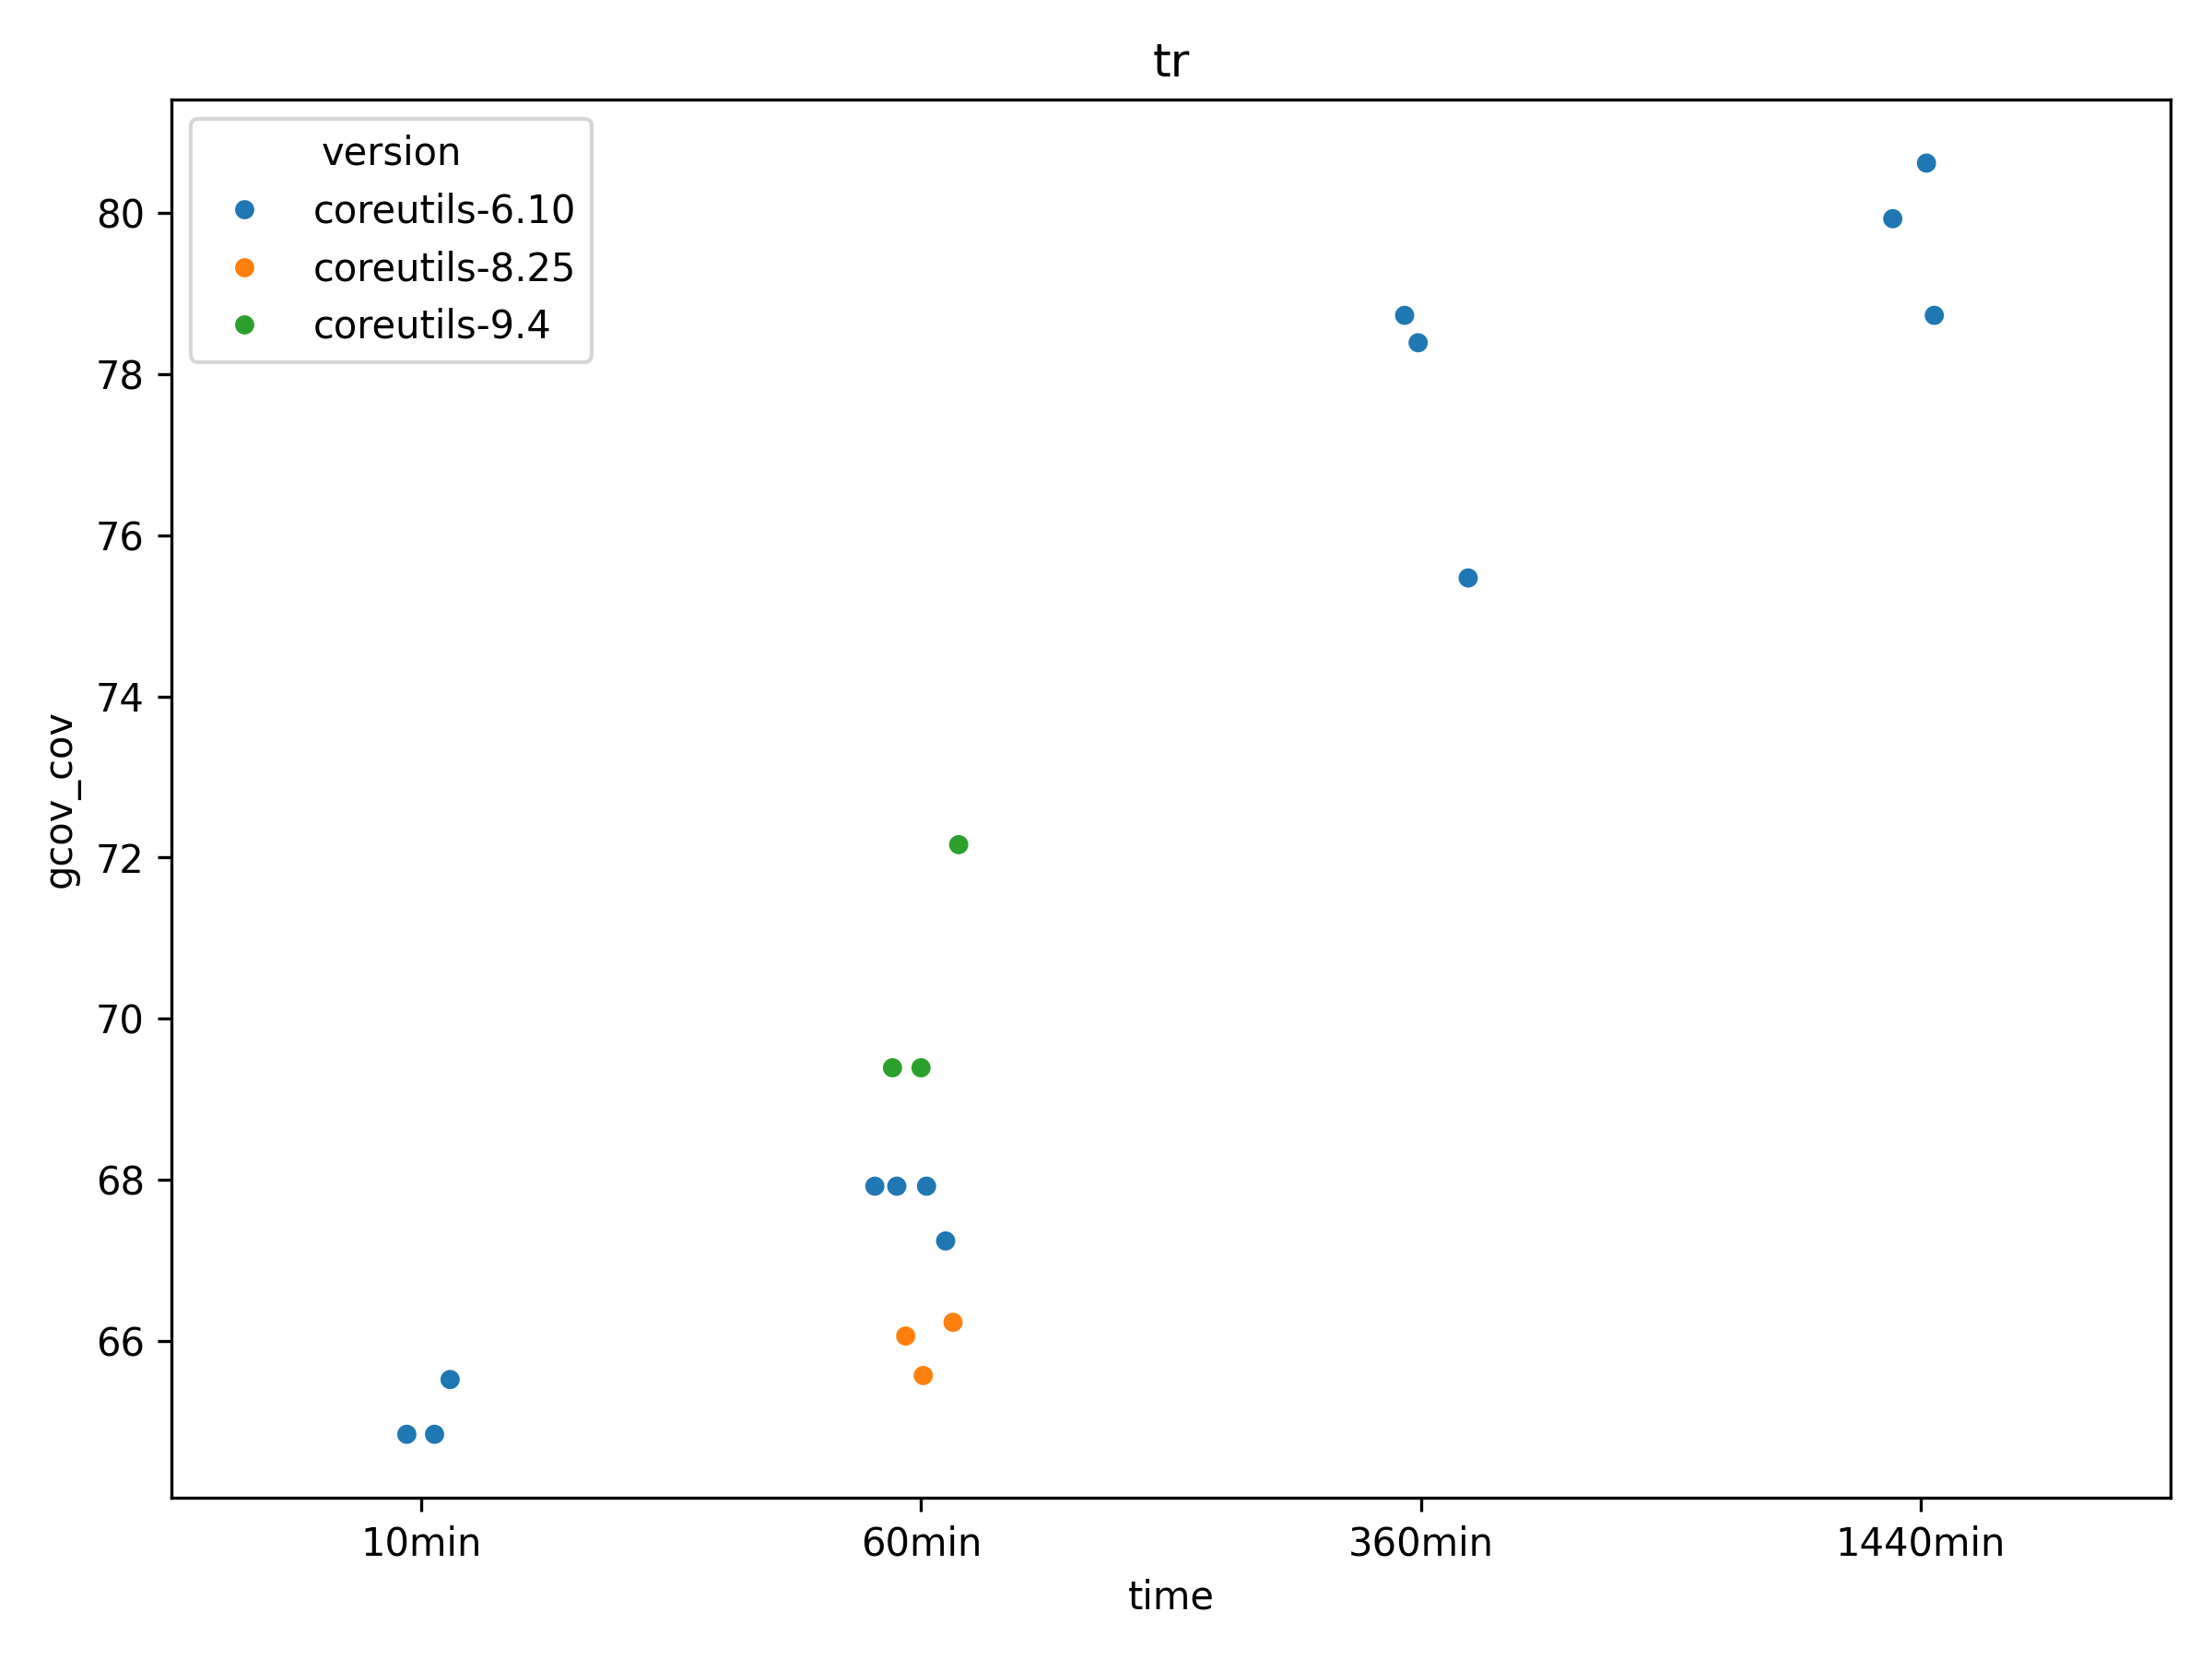 tr
version
coreutils-6.10
coreutils-8.25
coreutils-9.4
80
78
76
74
72
70
68
66
gcov_cov
10min 60min 360min 1440min
time